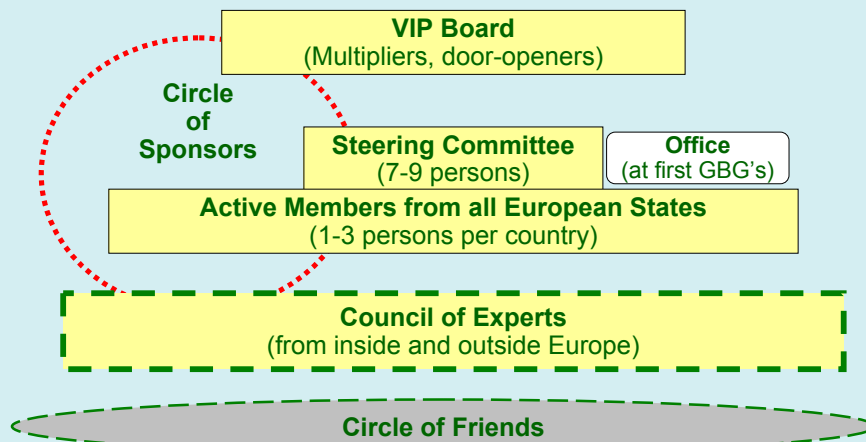 VIP Board
(Multipliers, door-openers)
Circle
of
Sponsors
Steering Committee
(7-9 persons)
Office
(at first GBG's)
Active Members from all European States
(1-3 persons per country)
Council of Experts
(from inside and outside Europe)
Circle of Friends